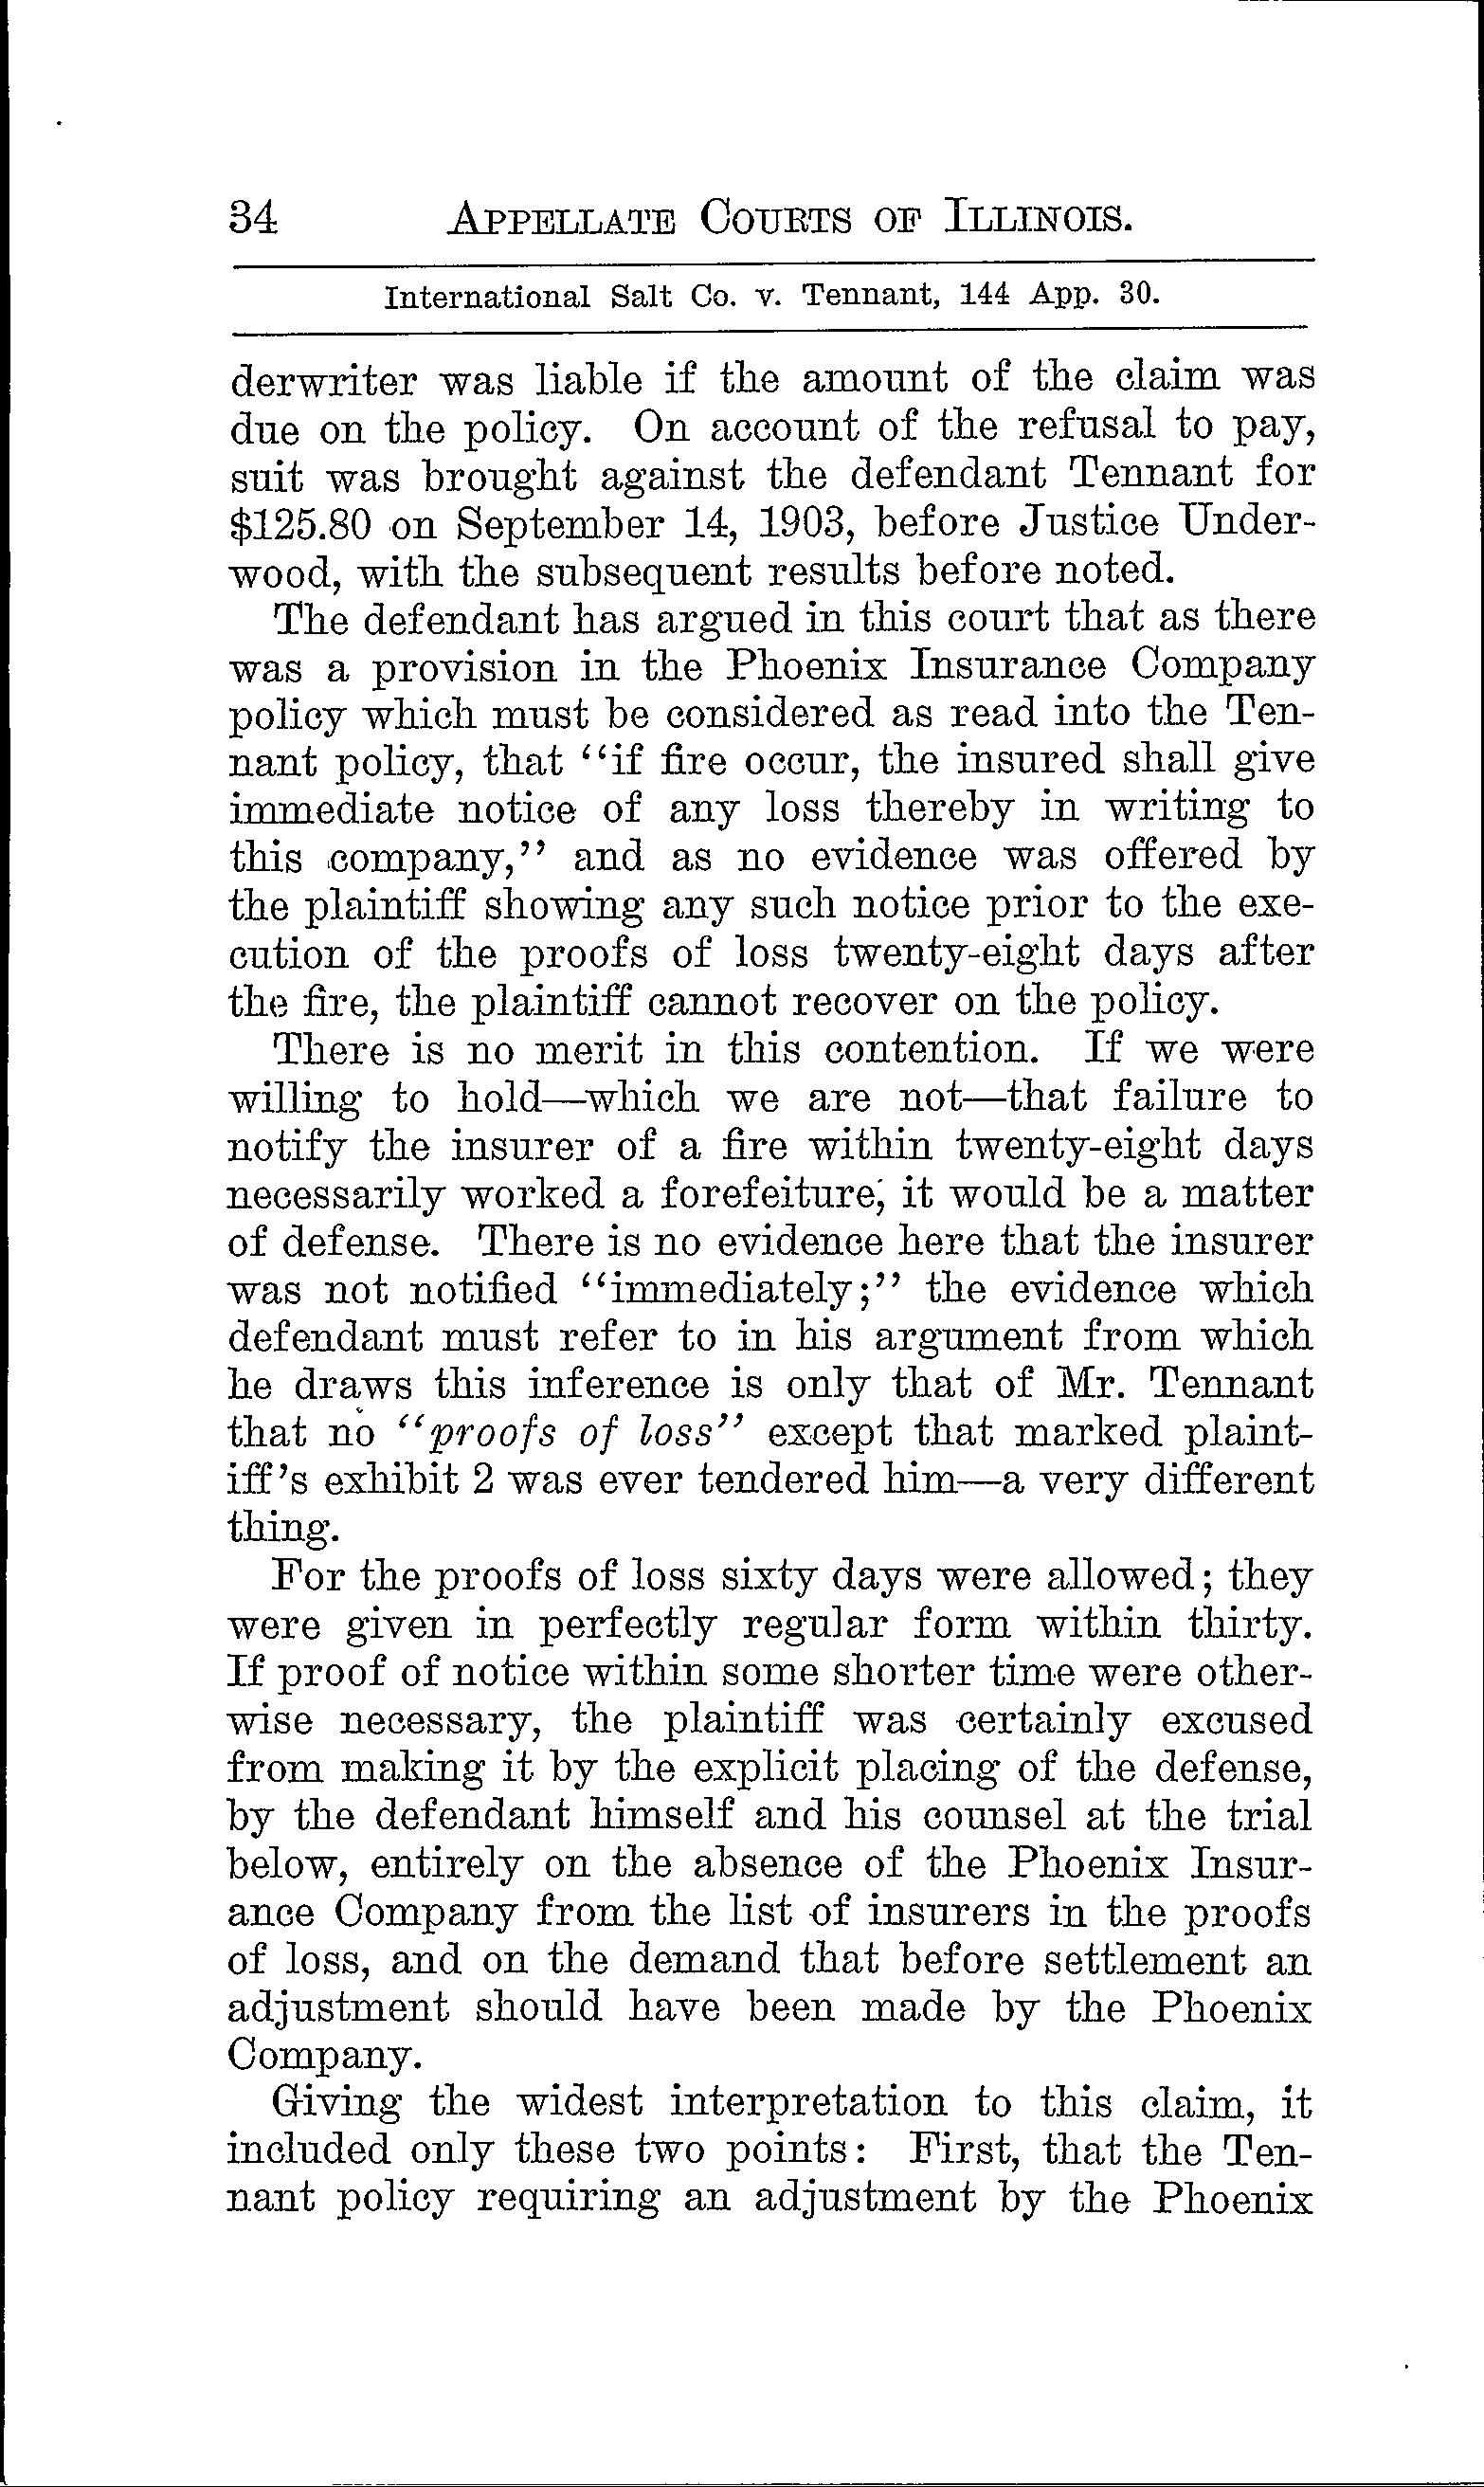 34 APPELLATE COURTS OF ILLINOIS.
International Salt Co. v. Tennant, 144 App. 30.
derwriter was liable if the amount of the claim was
due on the policy. On account of the refusal to pay,
suit was brought against the defendant Tennant for
$125.80 on September 14, 1903, before Justice Under-
wood, with the subsequent results before noted.
The defendant has argued in this court that as there
was a provision in the Phoenix Insurance Company
policy which must be considered as read into the Ten-
nant policy, that "if fire occur, the insured shall give
immediate notice of any loss thereby in writing to
this company," and as no evidence was offered by
the plaintiff showing any such notice prior to the exe-
cution of the proofs of loss twenty-eight days after
the fire, the plaintiff cannot recover on the policy.
There is no merit in this contention. If we were
willing to hold—which we are not—that failure to
notify the insurer of a fire within twenty-eight days
necessarily worked a forefeiture, it would be a matter
of defense. There is no evidence here that the insurer
was not notified "immediately;" the evidence which
defendant must refer to in his argument from which
he draws this inference is only that of Mr. Tennant
that no "proofs of loss" except that marked plaint-
iff's exhibit 2 was ever tendered him—a very different
thing.
For the proofs of loss sixty days were allowed; they
were given in perfectly regular form within thirty.
If proof of notice within some shorter time were other-
wise necessary, the plaintiff was certainly excused
from making it by the explicit placing of the defense,
by the defendant himself and his counsel at the trial
below, entirely on the absence of the Phoenix Insur-
ance Company from the list of insurers in the proofs
of loss, and on the demand that before settlement an
adjustment should have been made by the Phoenix
Company.
Giving the widest interpretation to this claim, it
included only these two points: First, that the Ten-
nant policy requiring an adjustment by the Phoenix